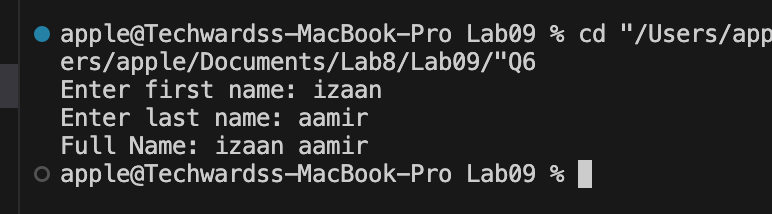 apple@Techwardss-MacBook-Pro Lab09 % cd "/Users/app
ers/apple/Documents/Lab8/Lab09/"Q6
Enter first name: izaan
Enter last name: aamir
Full Name: izaan aamir
apple@Techwardss-MacBook-Pro Lab09 %